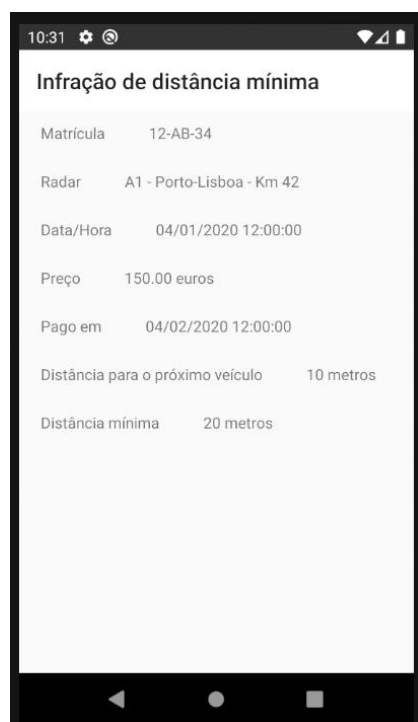 10:31
Infração de distância mínima
Matrícula 12-AB-34
Radar A1 - Porto-Lisboa - Km 42
Data/Hora 04/01/2020 12:00:00
Preço 150.00 euros
Pago em 04/02/2020 12:00:00
Distância para o próximo veículo 10 metros
Distância mínima 20 metros